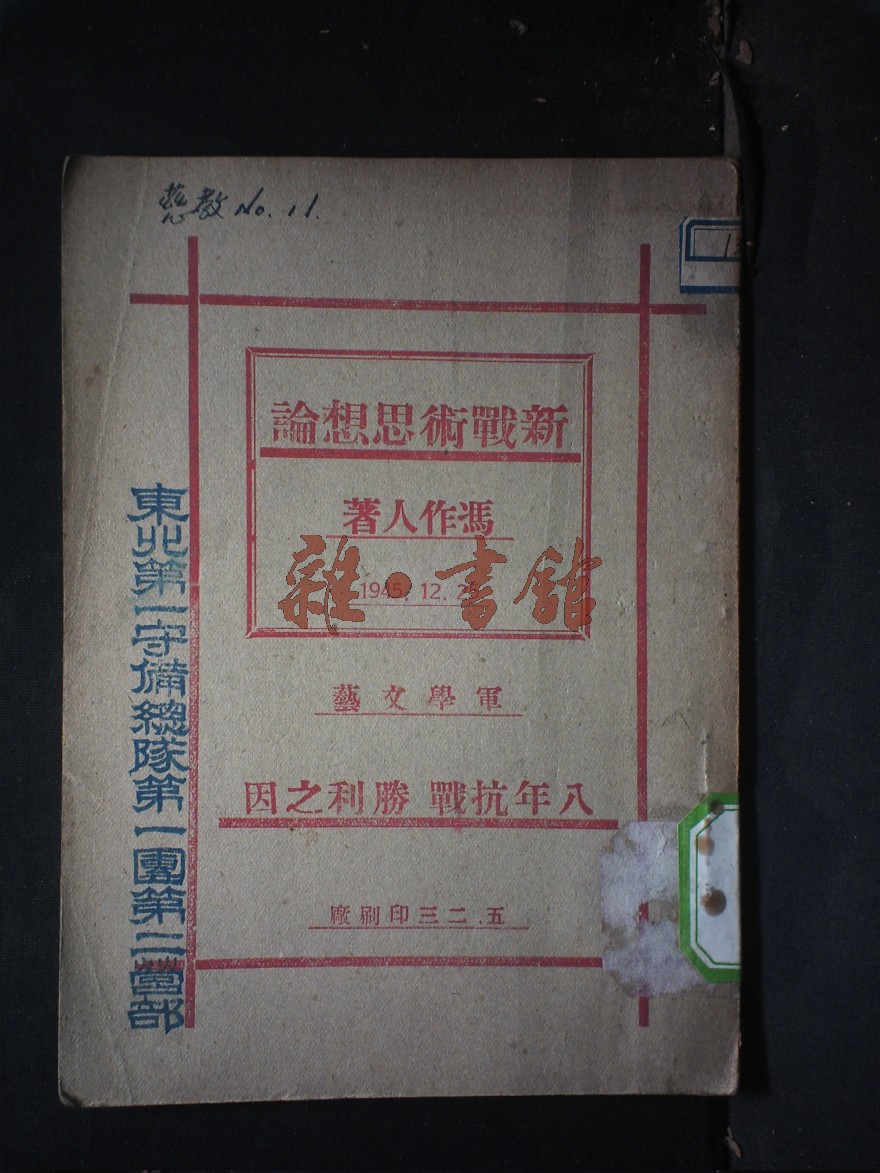 教 No. 11.
新戰術思想論
馮作人著
1945. 12. 25
軍學文藝
八年抗戰 勝利之因
五.二三印刷廠
東北第一守備總隊第一團第二營部
雜·書館